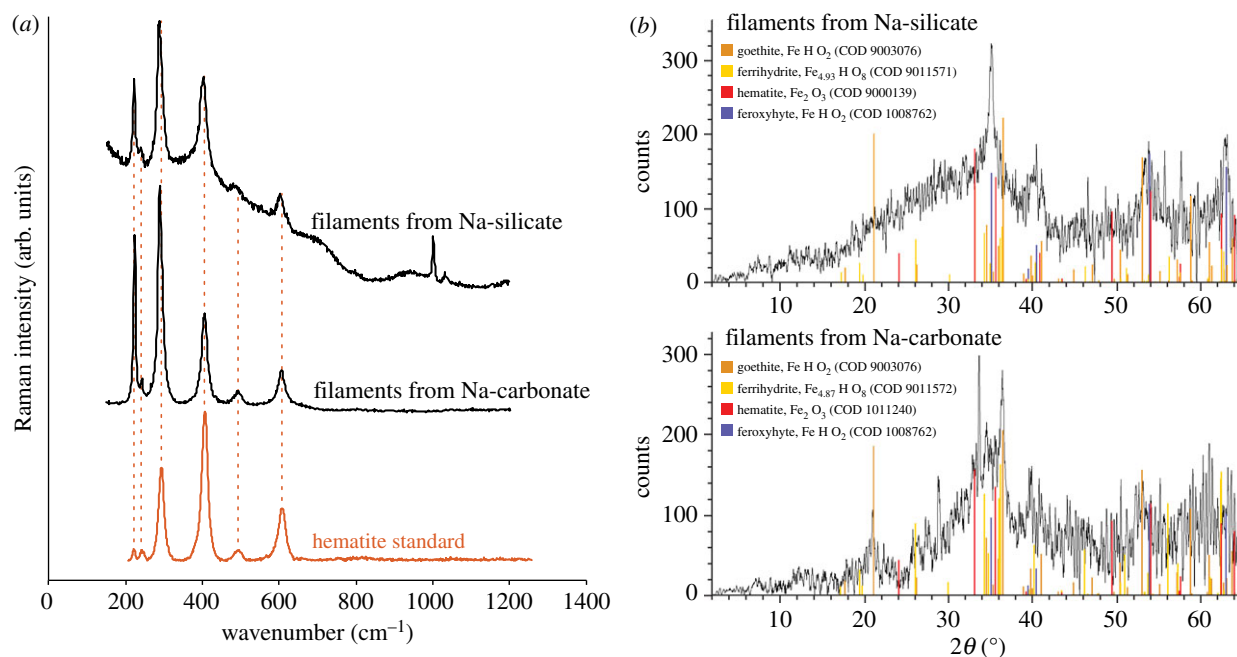 (a)
Raman intensity (arb. units)
filaments from Na-silicate
filaments from Na-carbonate
hematite standard
0 200 400 600 800 1000 1200 1400
wavenumber (cm⁻¹)
(b)
filaments from Na-silicate
goethite, Fe H O₂ (COD 9003076)
ferrihydrite, Fe₄.₉₃ H O₈ (COD 9011571)
hematite, Fe₂ O₃ (COD 9000139)
feroxyhyte, Fe H O₂ (COD 1008762)
counts
300
200
100
0
10 20 30 40 50 60
filaments from Na-carbonate
goethite, Fe H O₂ (COD 9003076)
ferrihydrite, Fe₄.₈₇ H O₈ (COD 9011572)
hematite, Fe₂ O₃ (COD 1011240)
feroxyhyte, Fe H O₂ (COD 1008762)
counts
300
200
100
0
10 20 30 40 50 60
2θ (°)